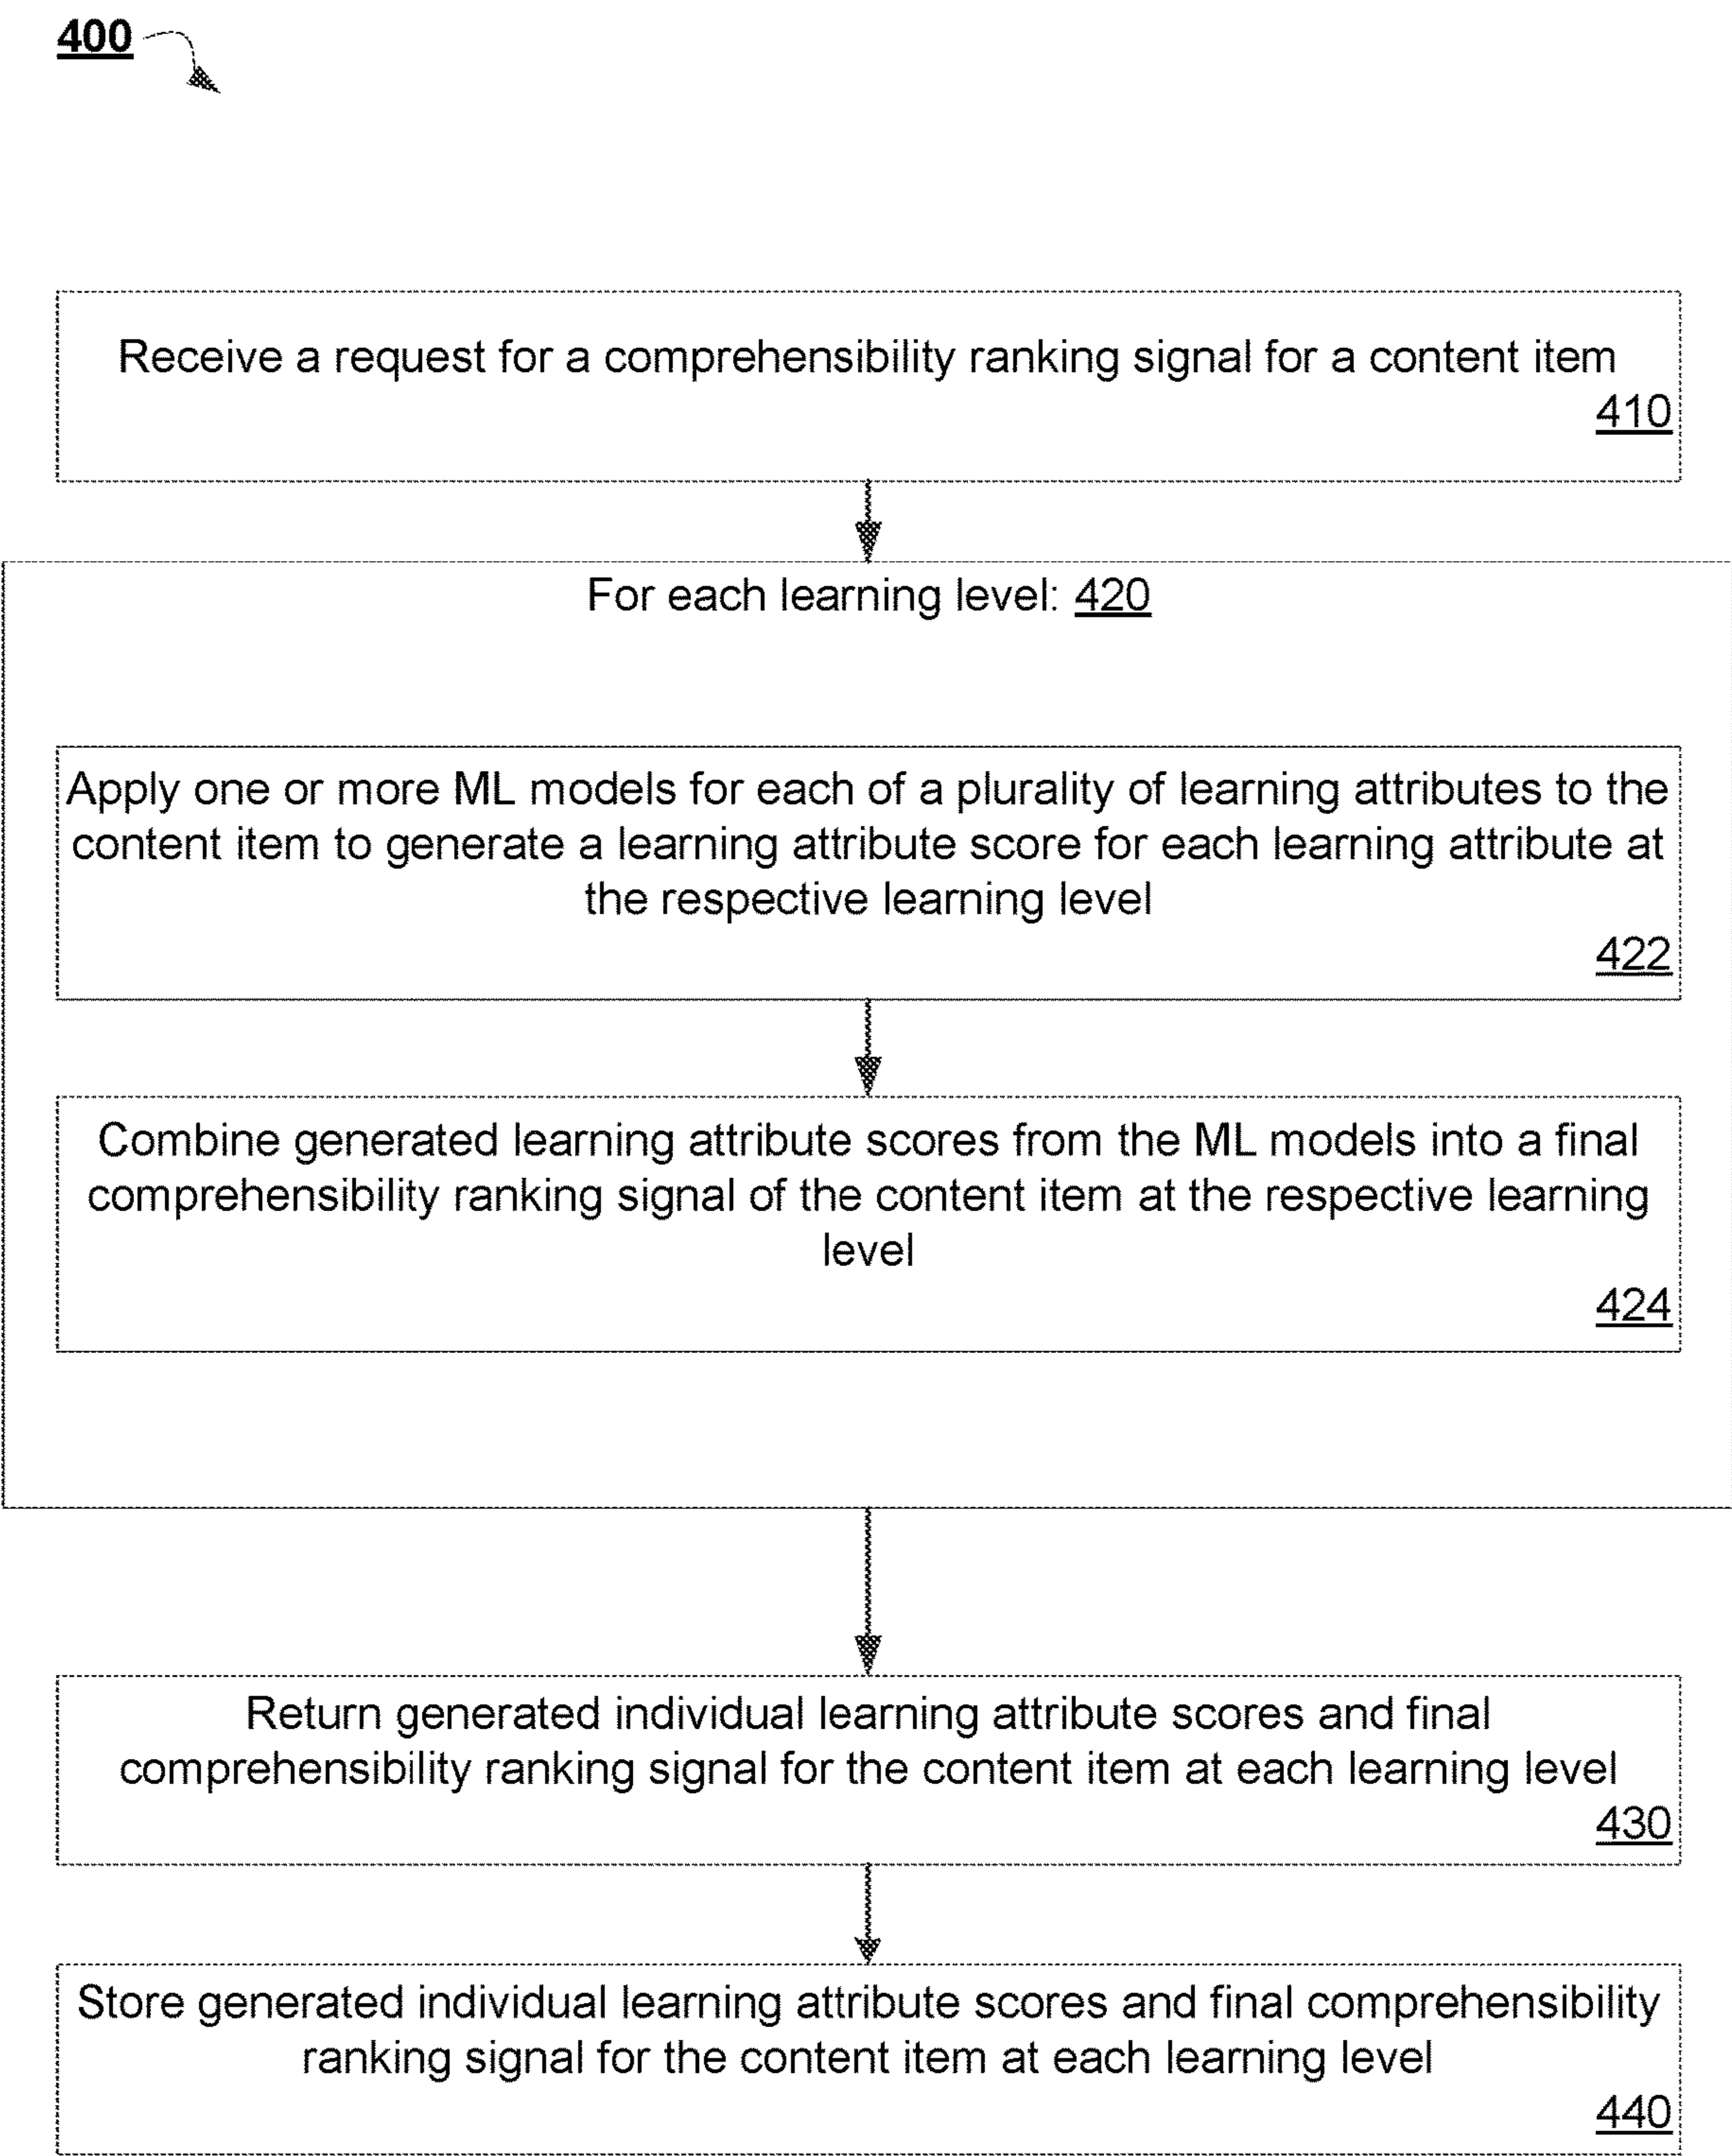 400
Receive a request for a comprehensibility ranking signal for a content item
410
For each learning level: 420
Apply one or more ML models for each of a plurality of learning attributes to the
content item to generate a learning attribute score for each learning attribute at
the respective learning level
422
Combine generated learning attribute scores from the ML models into a final
comprehensibility ranking signal of the content item at the respective learning
level
424
Return generated individual learning attribute scores and final
comprehensibility ranking signal for the content item at each learning level
430
Store generated individual learning attribute scores and final comprehensibility
ranking signal for the content item at each learning level
440